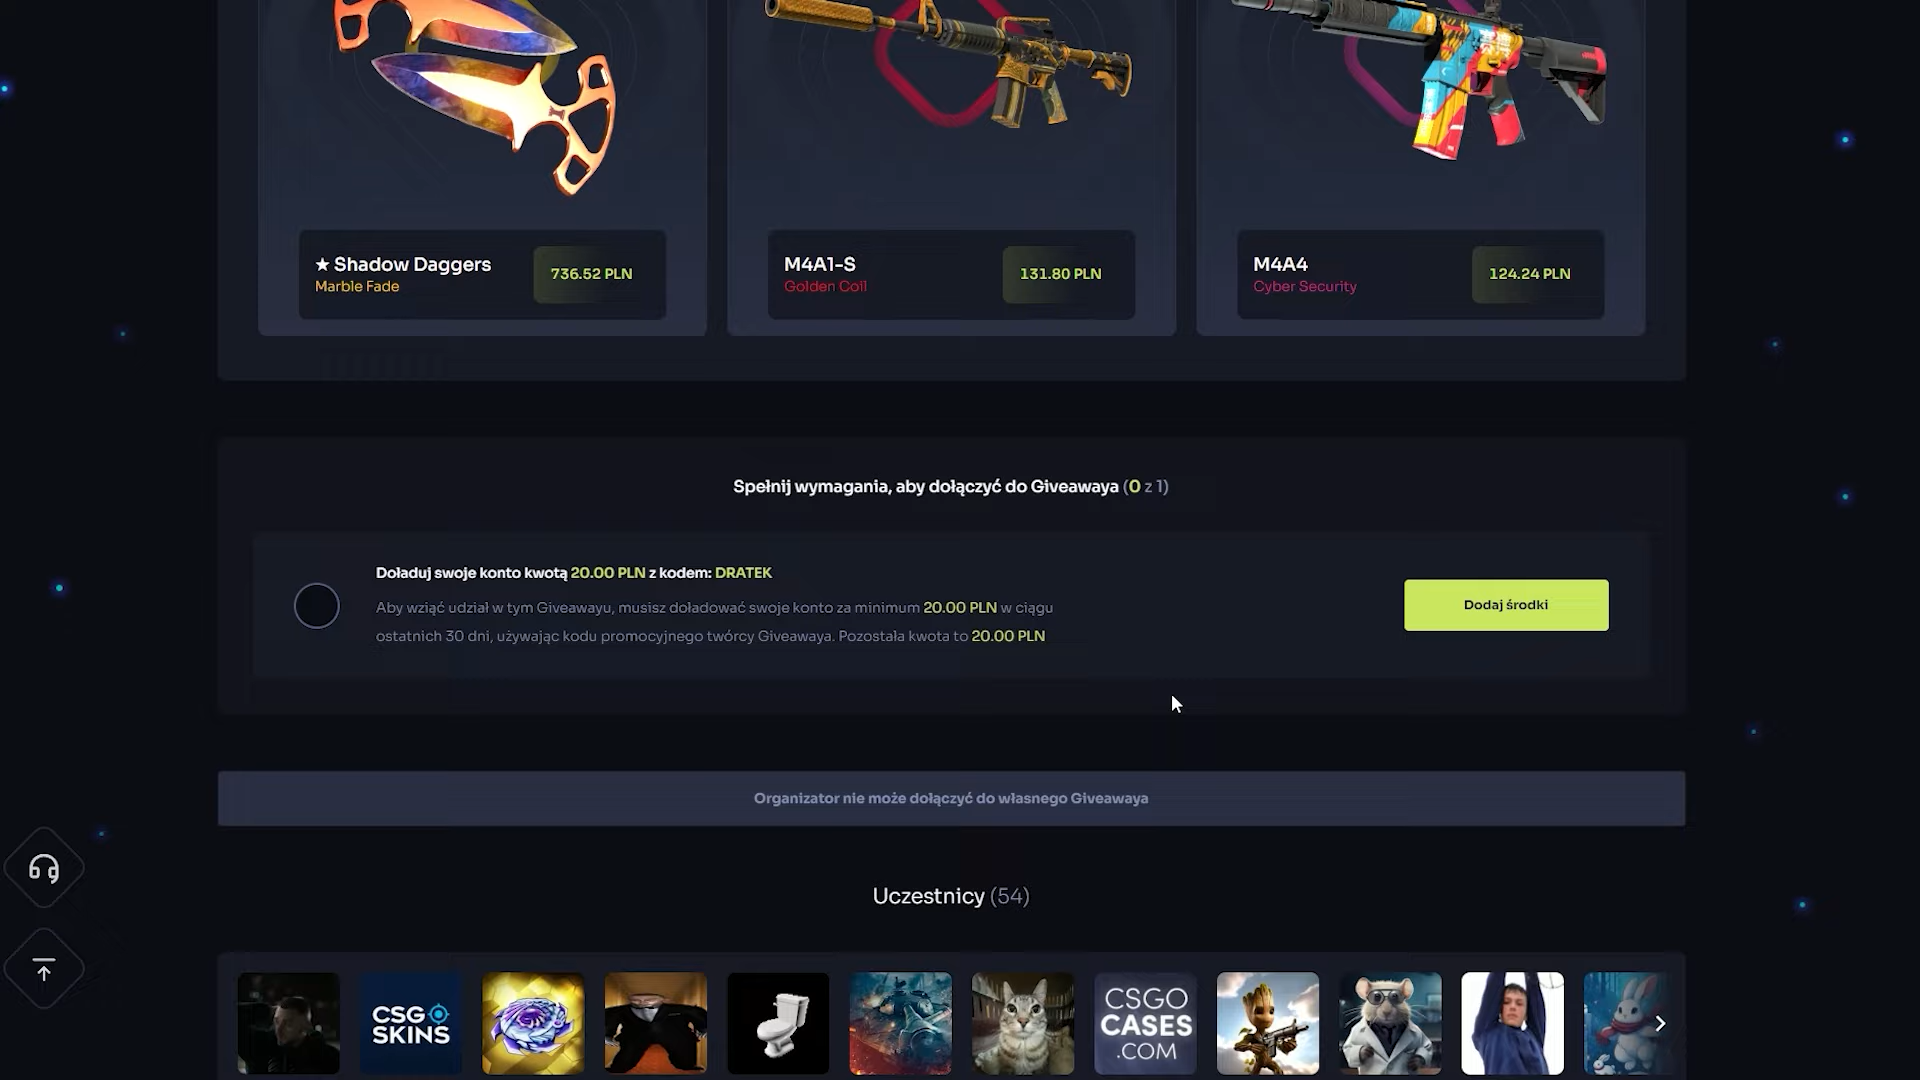 ★ Shadow Daggers
Marble Fade
736.52 PLN
M4A1-S
Golden Coil
131.80 PLN
M4A4
Cyber Security
124.24 PLN
Spełnij wymagania, aby dołączyć do Giveawaya (0 z 1)
Doładuj swoje konto kwotą 20.00 PLN z kodem: DRATEK
Aby wziąć udział w tym Giveawayu, musisz doładować swoje konto za minimum 20.00 PLN w ciągu
ostatnich 30 dni, używając kodu promocyjnego twórcy Giveawaya. Pozostała kwota to 20.00 PLN
Dodaj środki
Organizator nie może dołączyć do własnego Giveawaya
Uczestnicy (54)
CSG
SKINS
CSGO
CASES
.COM